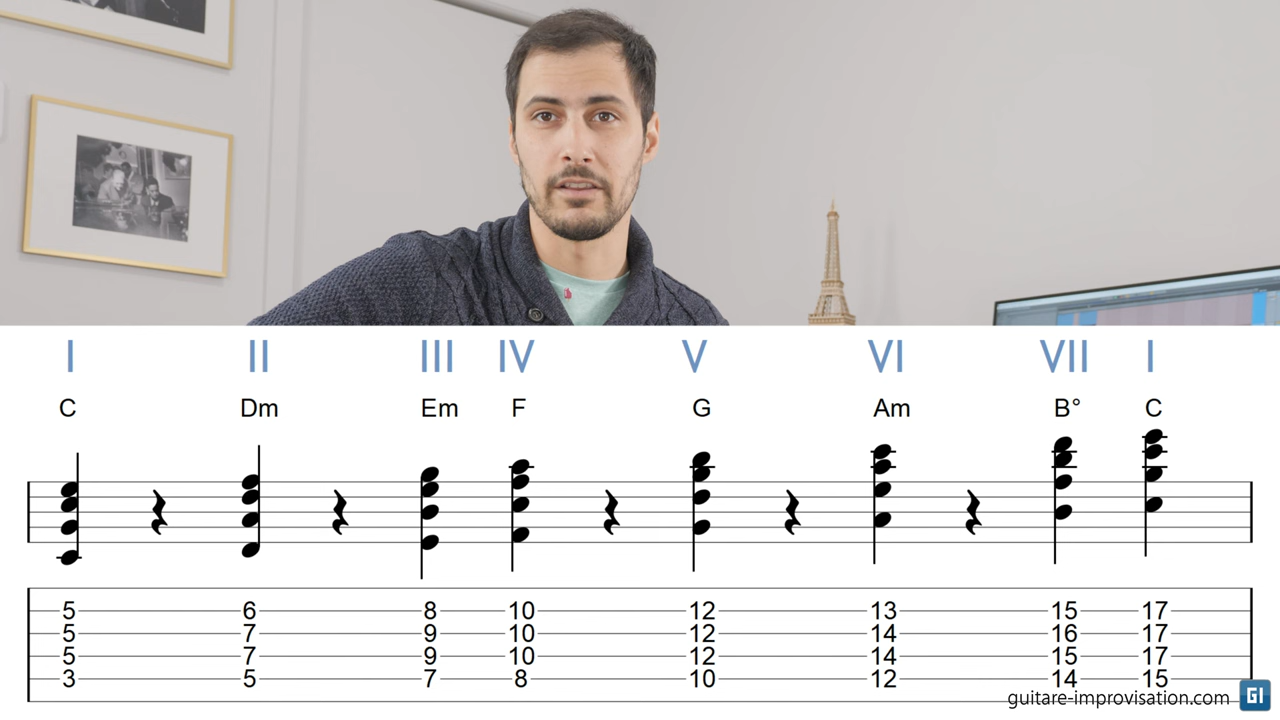 I II III IV V VI VII I
C Dm Em F G Am B° C
5 6 8 10 12 13 15 17
5 7 9 10 12 14 16 17
5 7 9 10 12 14 15 17
3 5 7 8 10 12 14 15
guitare-improvisation.com GI